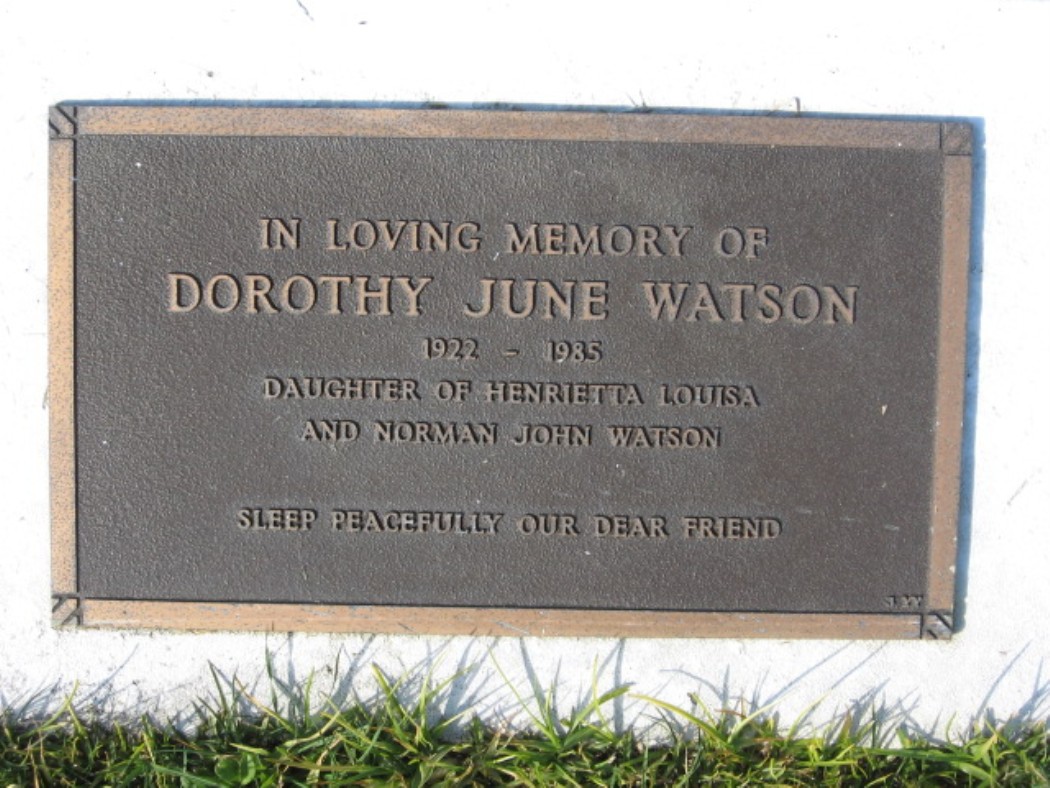 IN LOVING MEMORY OF
DOROTHY JUNE WATSON
1922 - 1985
DAUGHTER OF HENRIETTA LOUISA
AND NORMAN JOHN WATSON
SLEEP PEACEFULLY OUR DEAR FRIEND